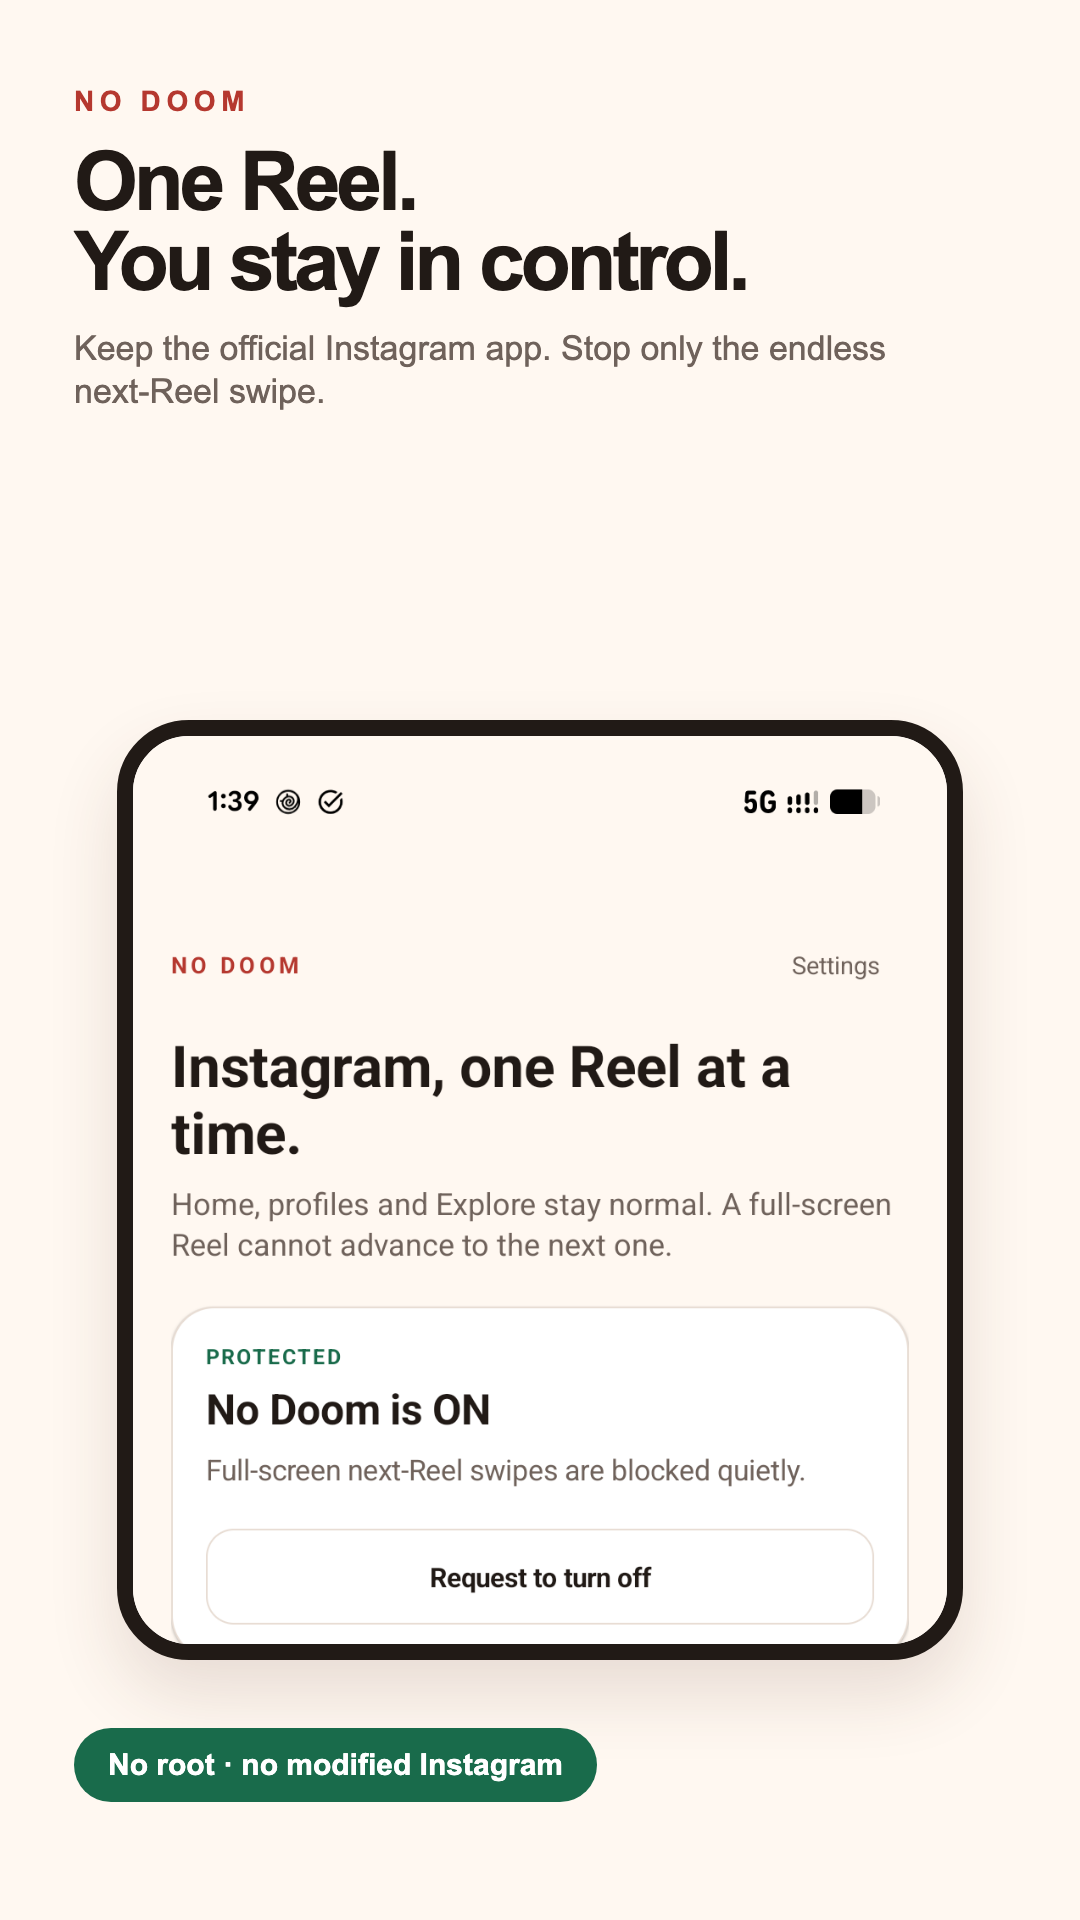 NO DOOM
One Reel.
You stay in control.
Keep the official Instagram app. Stop only the endless
next-Reel swipe.
1:39 5G
NO DOOM Settings
Instagram, one Reel at a
time.
Home, profiles and Explore stay normal. A full-screen
Reel cannot advance to the next one.
PROTECTED
No Doom is ON
Full-screen next-Reel swipes are blocked quietly.
Request to turn off
No root · no modified Instagram